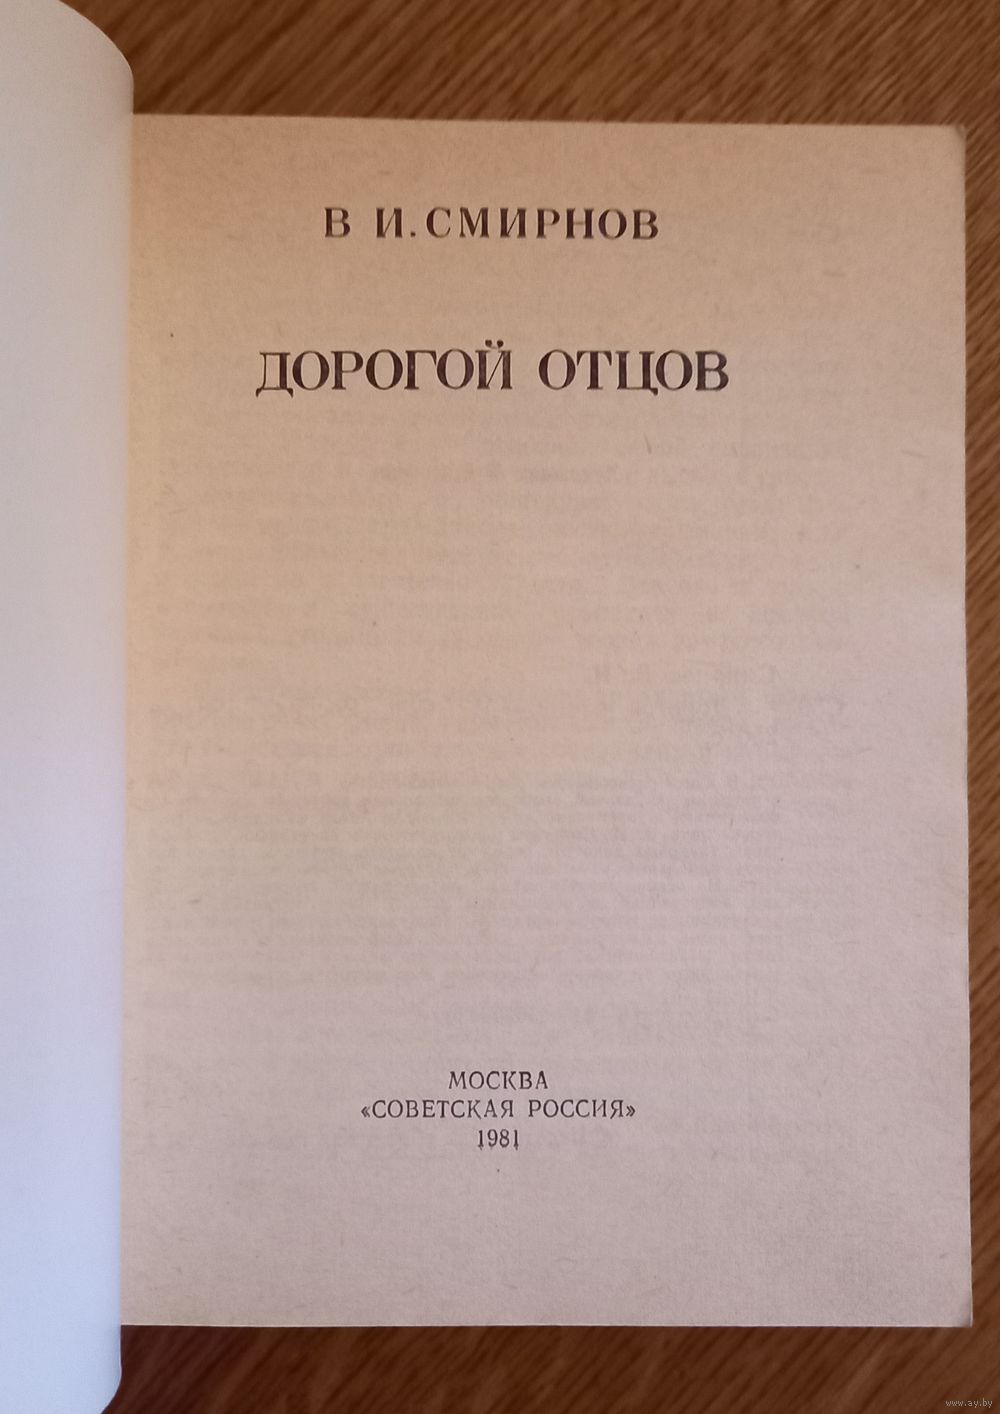 В И. СМИРНОВ
ДОРОГОЙ ОТЦОВ
МОСКВА
«СОВЕТСКАЯ РОССИЯ»
1981
www.ay.by